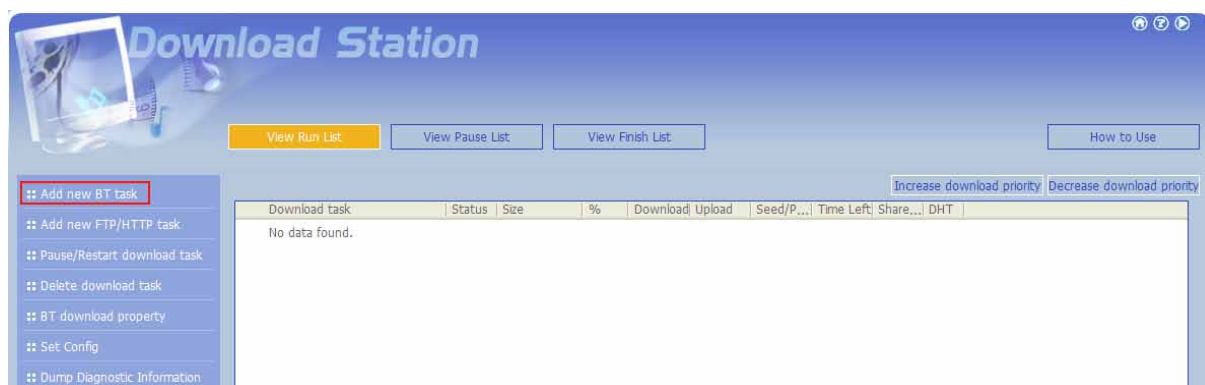 Download Station
View Run List View Pause List View Finish List How to Use
Add new BT task
Increase download priority Decrease download priority
Download task Status Size % Download Upload Seed/P... Time Left Share... DHT
Add new FTP/HTTP task
No data found.
Pause/Restart download task
Delete download task
BT download property
Set Config
Dump Diagnostic Information